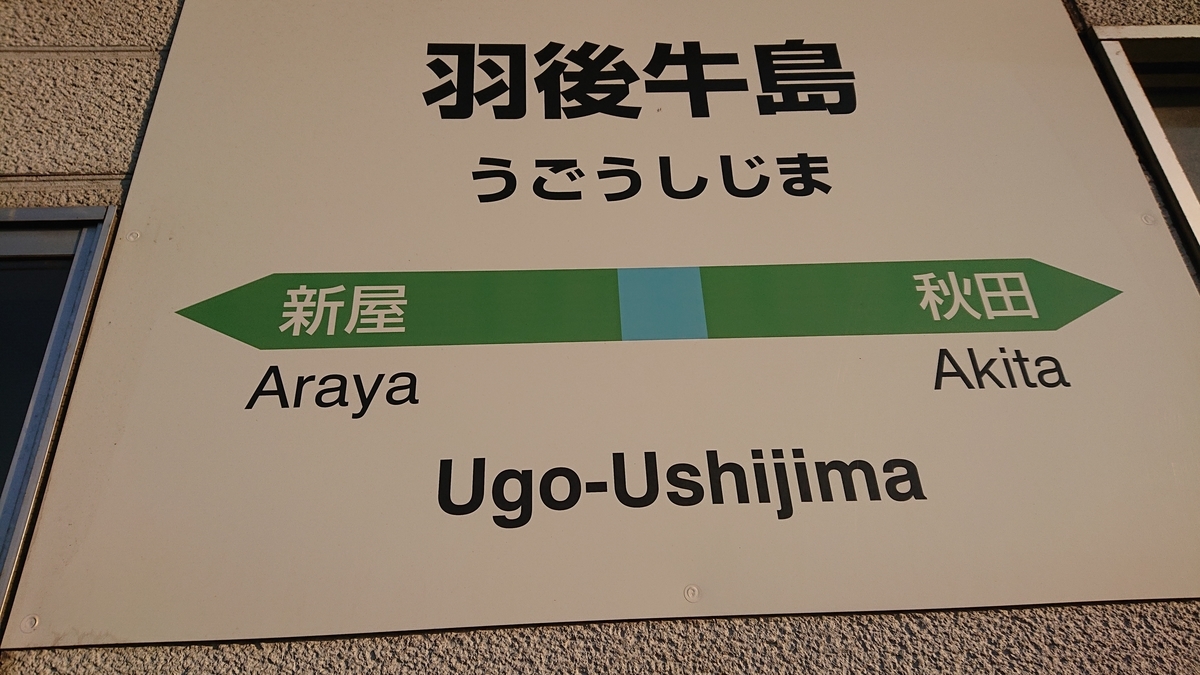 羽後牛島
うごうしじま
新屋 秋田
Araya Akita
Ugo-Ushijima